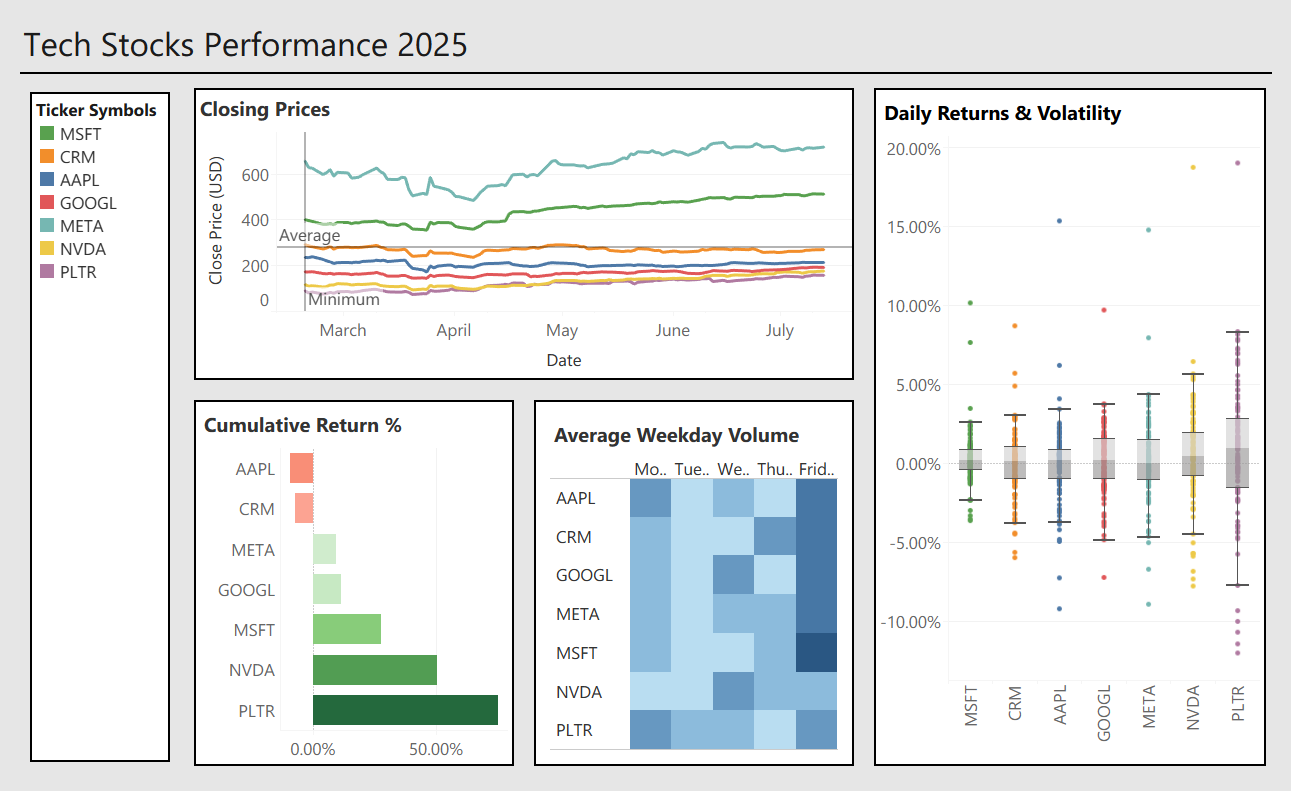 Tech Stocks Performance 2025
Ticker Symbols
MSFT
CRM
AAPL
GOOGL
META
NVDA
PLTR
Closing Prices
Close Price (USD)
600
400
200
0
Average
Minimum
March April May June July
Date
Cumulative Return %
AAPL
CRM
META
GOOGL
MSFT
NVDA
PLTR
0.00% 50.00%
Average Weekday Volume
Mo.. Tue.. We.. Thu.. Frid..
AAPL
CRM
GOOGL
META
MSFT
NVDA
PLTR
Daily Returns & Volatility
20.00%
15.00%
10.00%
5.00%
0.00%
-5.00%
-10.00%
MSFT CRM AAPL GOOGL META NVDA PLTR